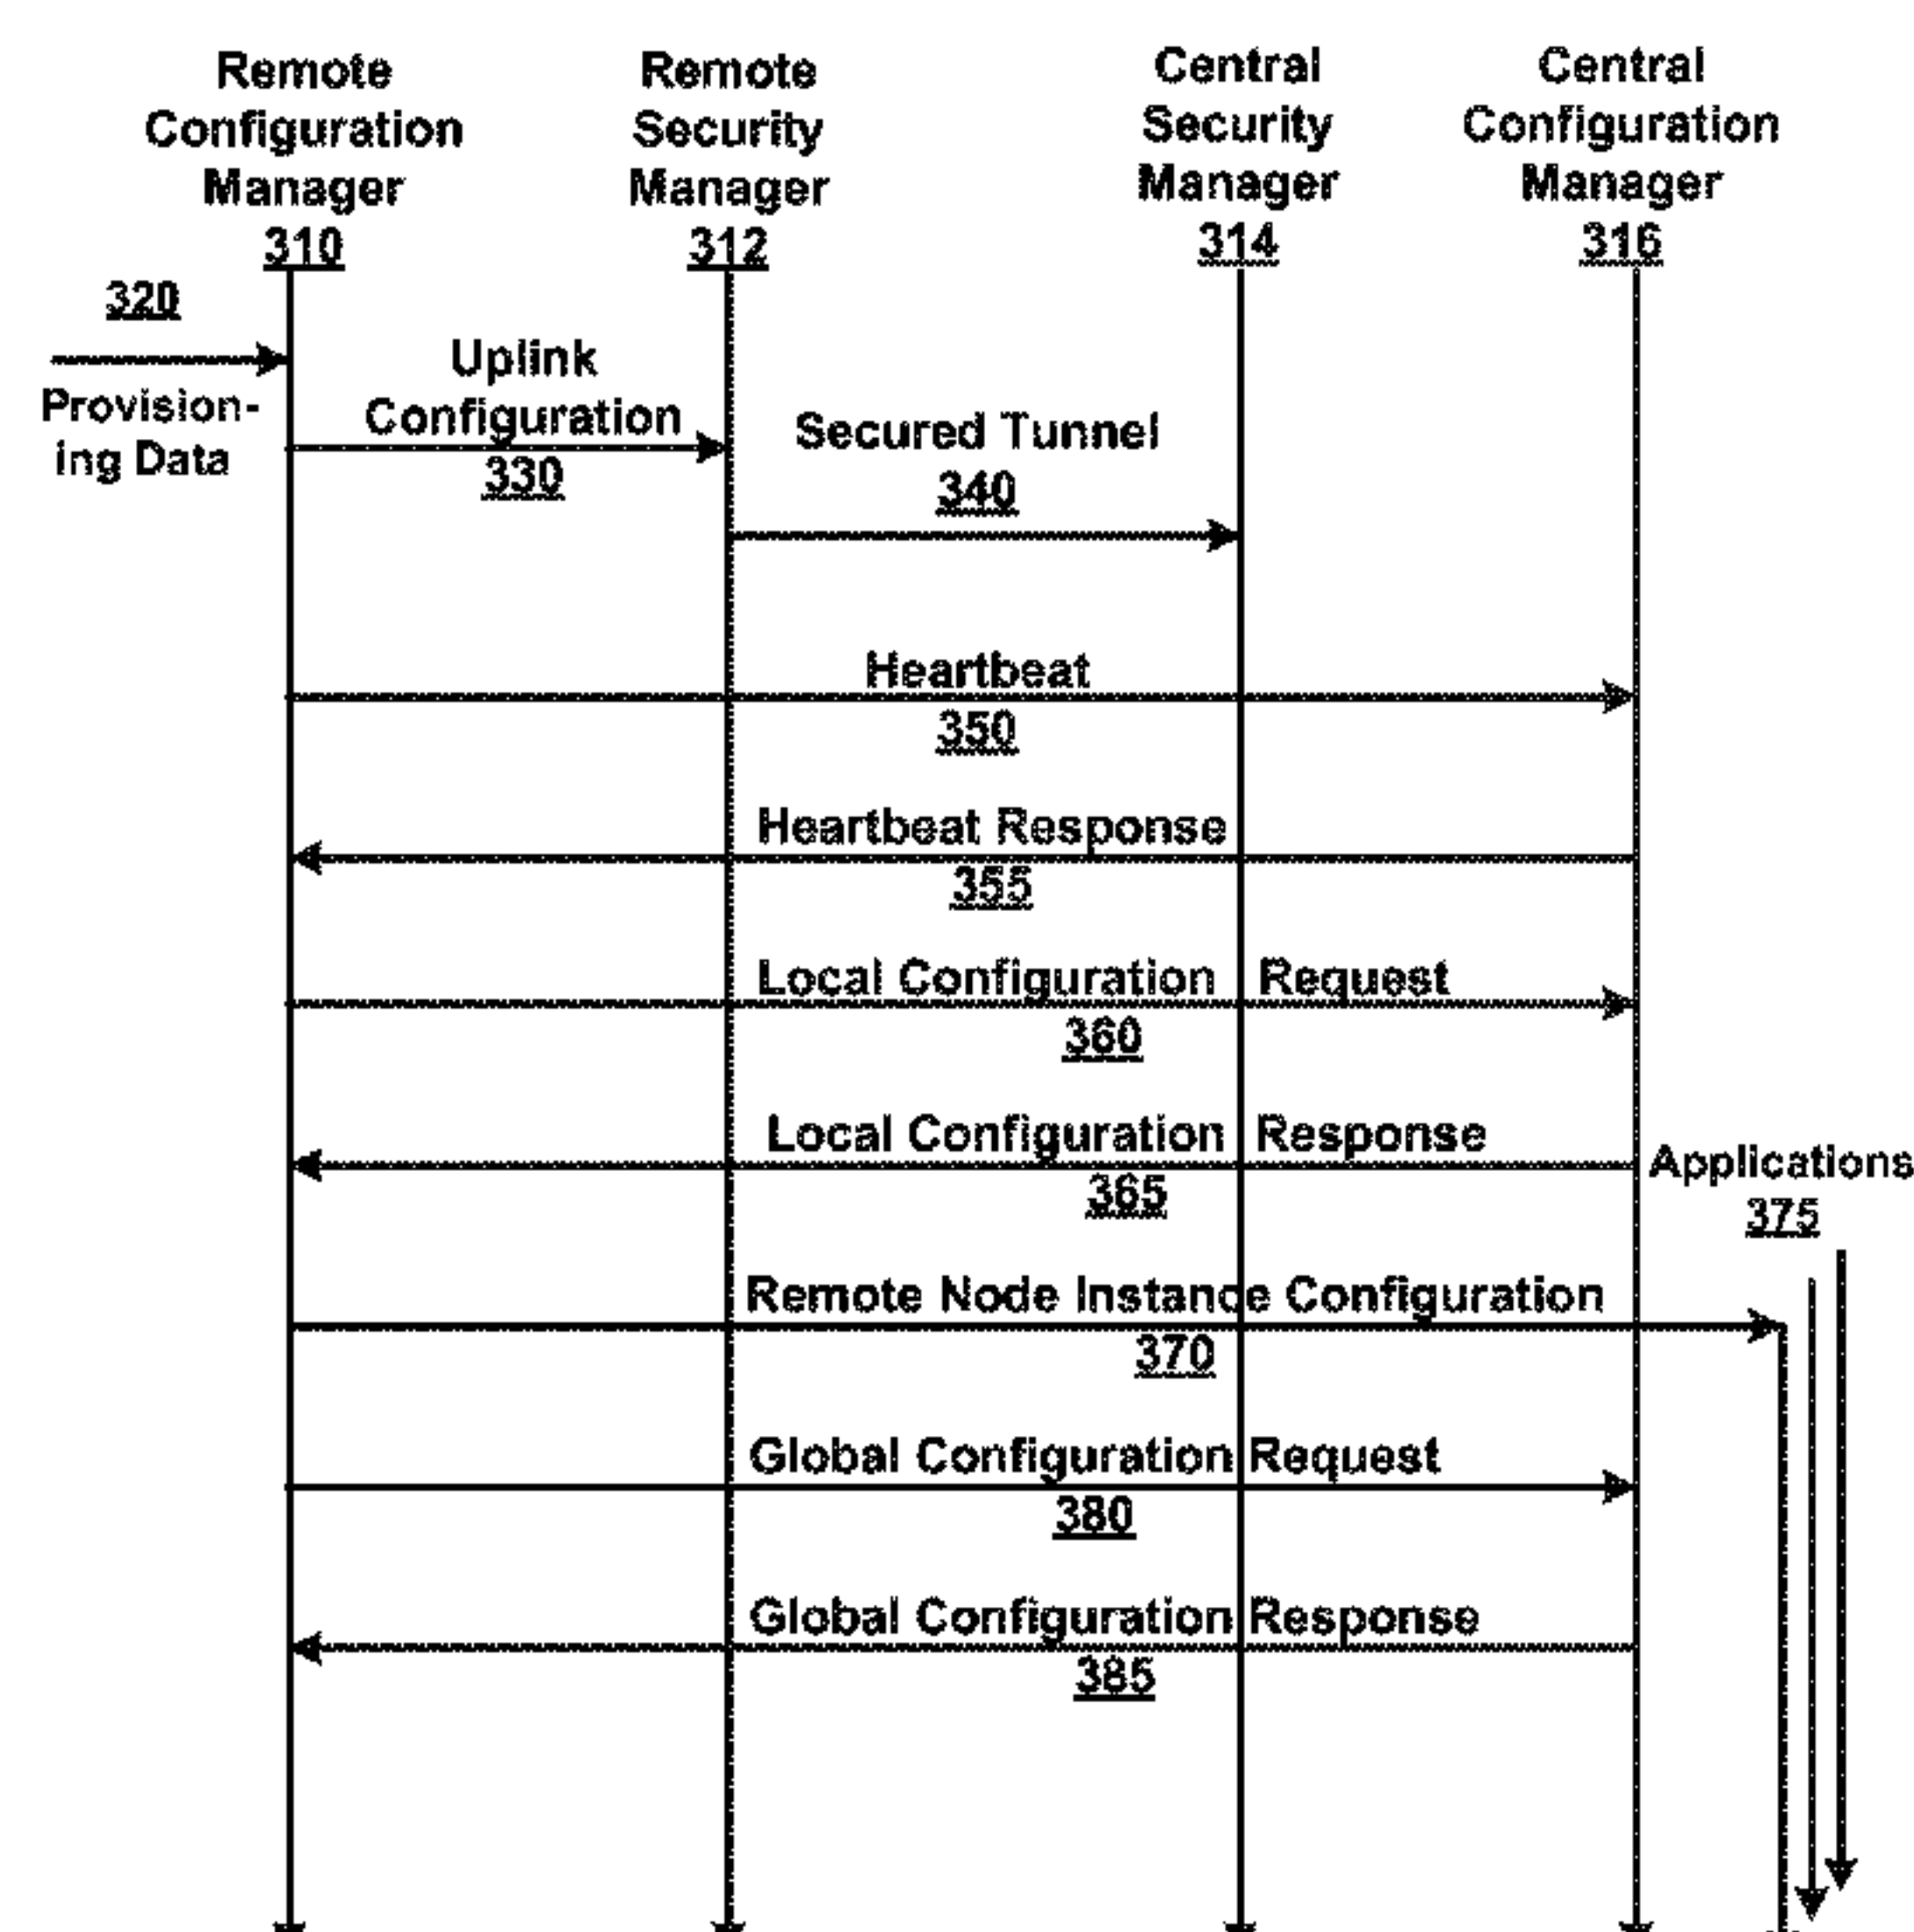 Remote
Configuration
Manager
310
Remote
Security
Manager
312
Central
Security
Manager
314
Central
Configuration
Manager
316
320
Provision-
ing Data
Uplink
Configuration
330
Secured Tunnel
340
Heartbeat
350
Heartbeat Response
355
Local Configuration Request
360
Local Configuration Response
365
Applications
375
Remote Node Instance Configuration
370
Global Configuration Request
380
Global Configuration Response
385